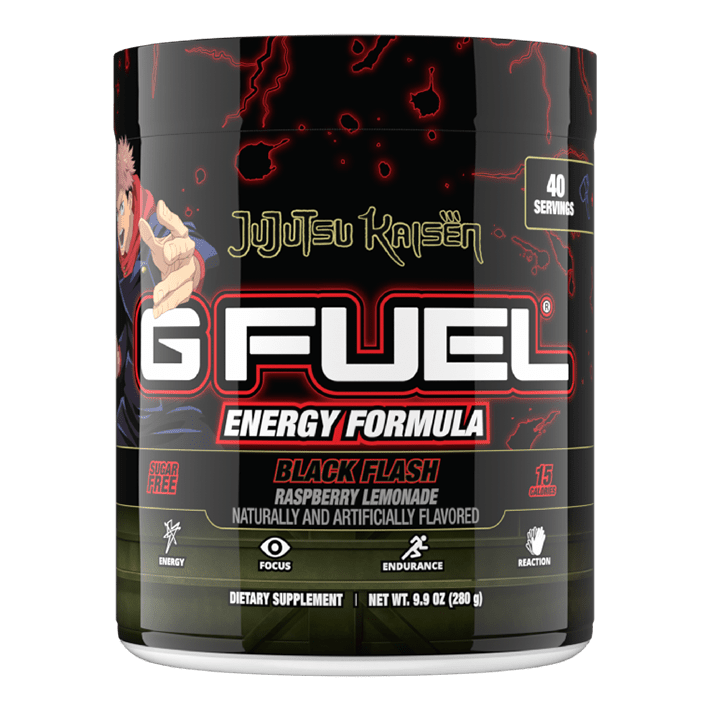 40
SERVINGS
JUJUTSU KAISEN
G FUEL®
ENERGY FORMULA
SUGAR
FREE
BLACK FLASH
15
CALORIES
RASPBERRY LEMONADE
NATURALLY AND ARTIFICIALLY FLAVORED
ENERGY
FOCUS
ENDURANCE
REACTION
DIETARY SUPPLEMENT | NET WT. 9.9 OZ (280 g)